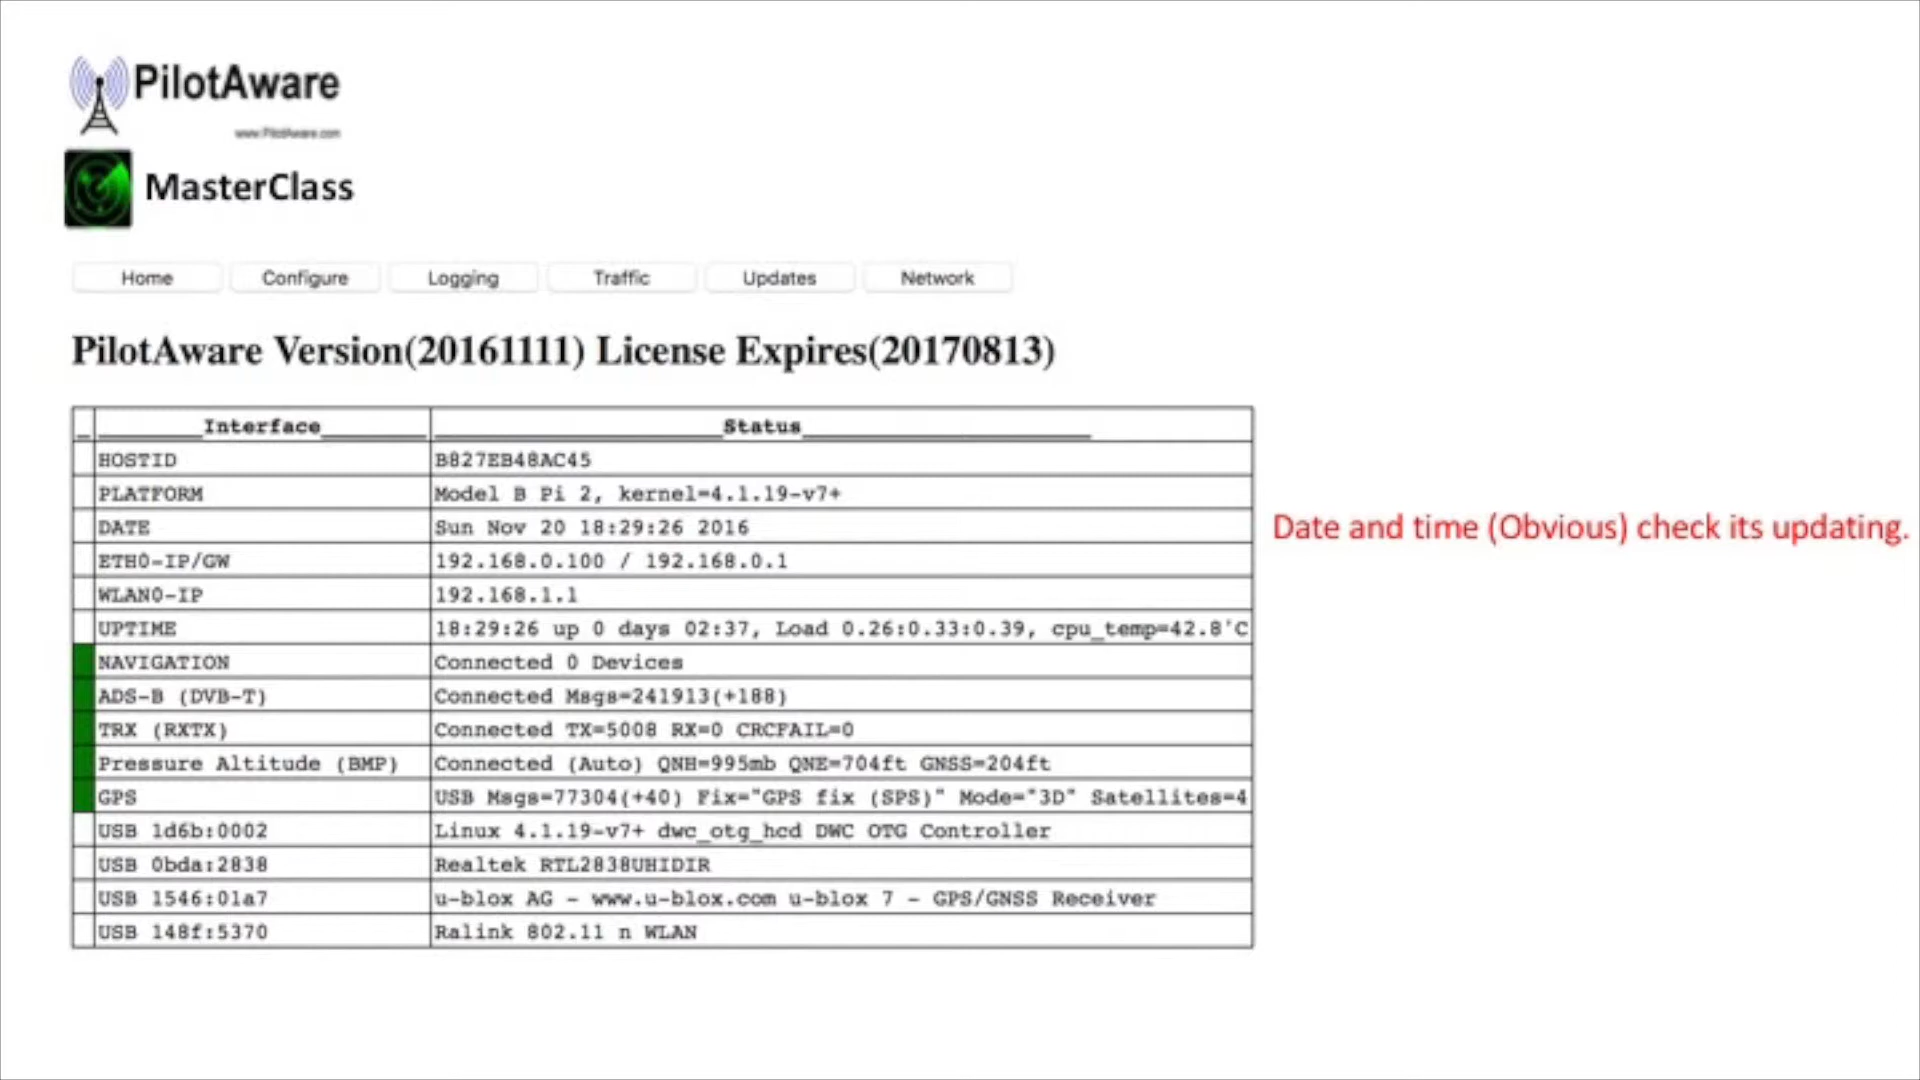 PilotAware
www.PilotAware.com
MasterClass
Home Configure Logging Traffic Updates Network
PilotAware Version(20161111) License Expires(20170813)
Interface Status
HOSTID B827EB48AC45
PLATFORM Model B Pi 2, kernel=4.1.19-v7+
DATE Sun Nov 20 18:29:26 2016
Date and time (Obvious) check its updating.
ETH0-IP/GW 192.168.0.100 / 192.168.0.1
WLAN0-IP 192.168.1.1
UPTIME 18:29:26 up 0 days 02:37, Load 0.26:0.33:0.39, cpu_temp=42.8'C
NAVIGATION Connected 0 Devices
ADS-B (DVB-T) Connected Msgs=241913(+188)
TRX (RXTX) Connected TX=5008 RX=0 CRCFAIL=0
Pressure Altitude (BMP) Connected (Auto) QNH=995mb QNE=704ft GNSS=204ft
GPS USB Msgs=77304(+40) Fix="GPS fix (SPS)" Mode="3D" Satellites=4
USB 1d6b:0002 Linux 4.1.19-v7+ dwc_otg_hcd DWC OTG Controller
USB 0bda:2838 Realtek RTL2838UHIDIR
USB 1546:01a7 u-blox AG - www.u-blox.com u-blox 7 - GPS/GNSS Receiver
USB 148f:5370 Ralink 802.11 n WLAN